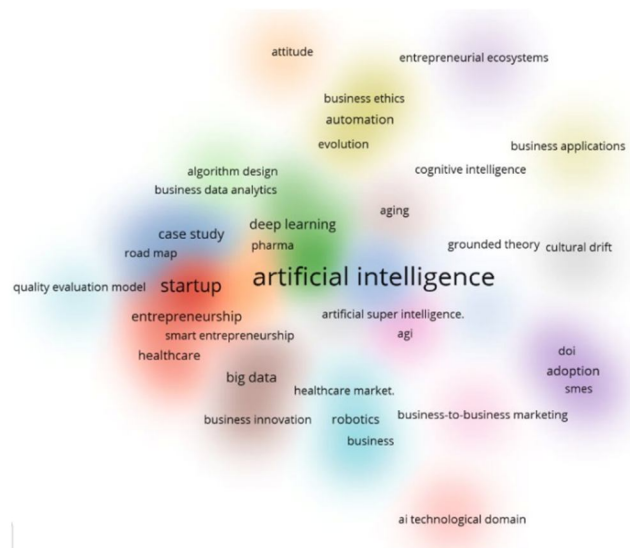 attitude
entrepreneurial ecosystems
business ethics
automation
evolution
business applications
cognitive intelligence
algorithm design
business data analytics
aging
deep learning
case study
pharma
road map
grounded theory
cultural drift
artificial intelligence
quality evaluation model
startup
entrepreneurship
artificial super intelligence.
smart entrepreneurship
agi
healthcare
doi
adoption
smes
big data
healthcare market.
business innovation
robotics
business-to-business marketing
business
ai technological domain